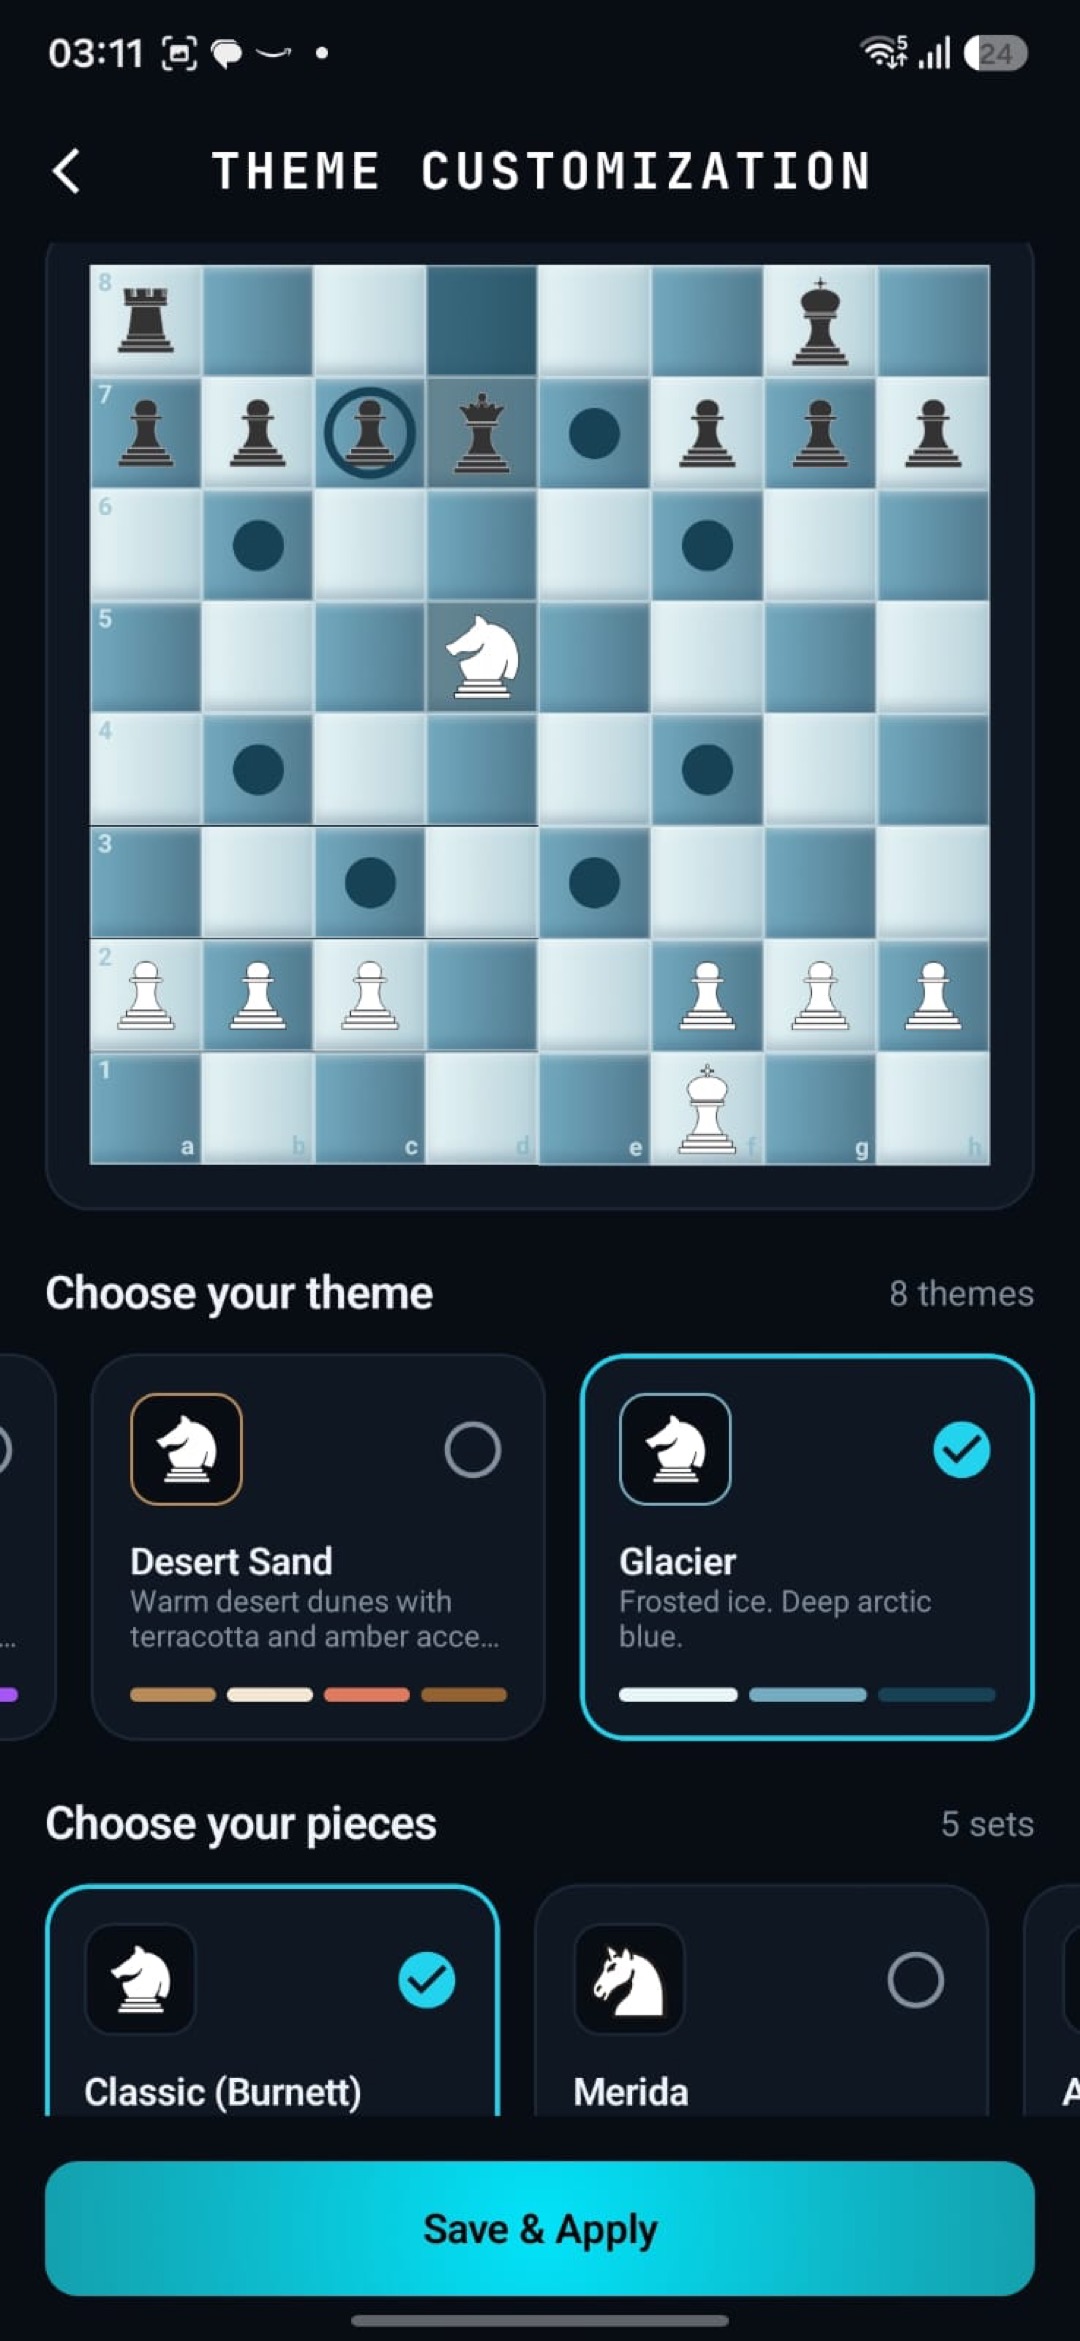 03:11
5
24
THEME CUSTOMIZATION
8
7
6
5
4
3
2
1
a b c d e f g h
Choose your theme
8 themes
Desert Sand
Warm desert dunes with
terracotta and amber acce...
Glacier
Frosted ice. Deep arctic
blue.
...
Choose your pieces
5 sets
Classic (Burnett)
Merida
A
Save & Apply